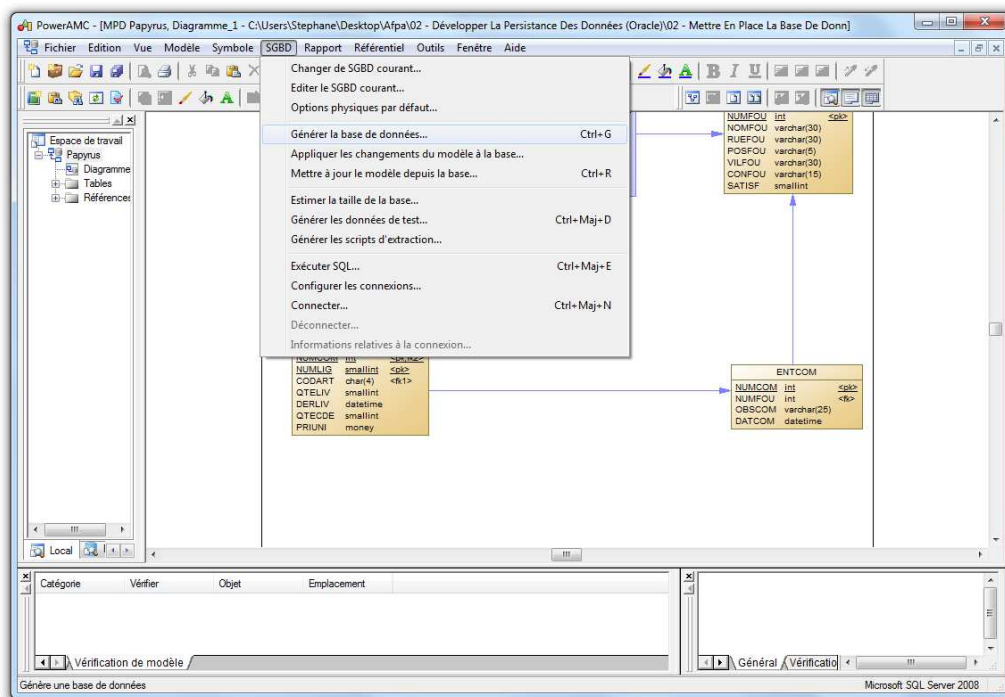 PowerAMC - [MPD Papyrus, Diagramme_1 - C:\Users\Stephane\Desktop\Afpa\02 - Développer La Persistance Des Données (Oracle)\02 - Mettre En Place La Base De Donn]
Fichier Edition Vue Modèle Symbole SGBD Rapport Référentiel Outils Fenêtre Aide
Changer de SGBD courant...
Editer le SGBD courant...
Options physiques par défaut...
Générer la base de données... Ctrl+G
Appliquer les changements du modèle à la base...
Mettre à jour le modèle depuis la base... Ctrl+R
Estimer la taille de la base...
Générer les données de test... Ctrl+Maj+D
Générer les scripts d'extraction...
Exécuter SQL... Ctrl+Maj+E
Configurer les connexions...
Connecter... Ctrl+Maj+N
Déconnecter...
Informations relatives à la connexion...
Espace de travail
Papyrus
Diagramme
Tables
Références
NUMFOU int <pk>
NOMFOU varchar(30)
RUEFOU varchar(30)
POSFOU varchar(5)
VILFOU varchar(30)
CONFOU varchar(15)
SATISF smallint
NUMCOM int <pk,fk2>
NUMLIG smallint <pk>
CODART char(4) <fk1>
QTELIV smallint
DERLIV datetime
QTECDE smallint
PRIUNI money
ENTCOM
NUMCOM int <pk>
NUMFOU int <fk>
OBSCOM varchar(25)
DATCOM datetime
Local
Catégorie Vérifier Objet Emplacement
Vérification de modèle
Général Vérificatio
Génère une base de données
Microsoft SQL Server 2008